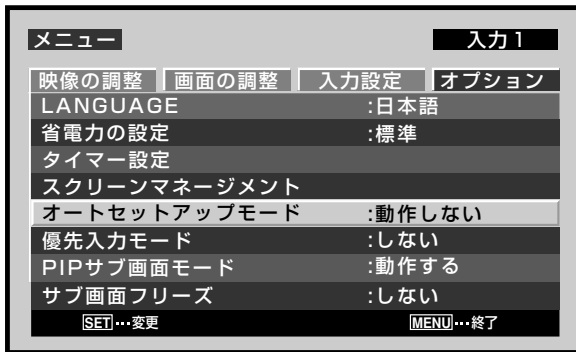 メニュー 入力1
映像の調整 画面の調整 入力設定 オプション
LANGUAGE :日本語
省電力の設定 :標準
タイマー設定
スクリーンマネージメント
オートセットアップモード :動作しない
優先入力モード :しない
PIPサブ画面モード :動作する
サブ画面フリーズ :しない
SET…変更 MENU…終了